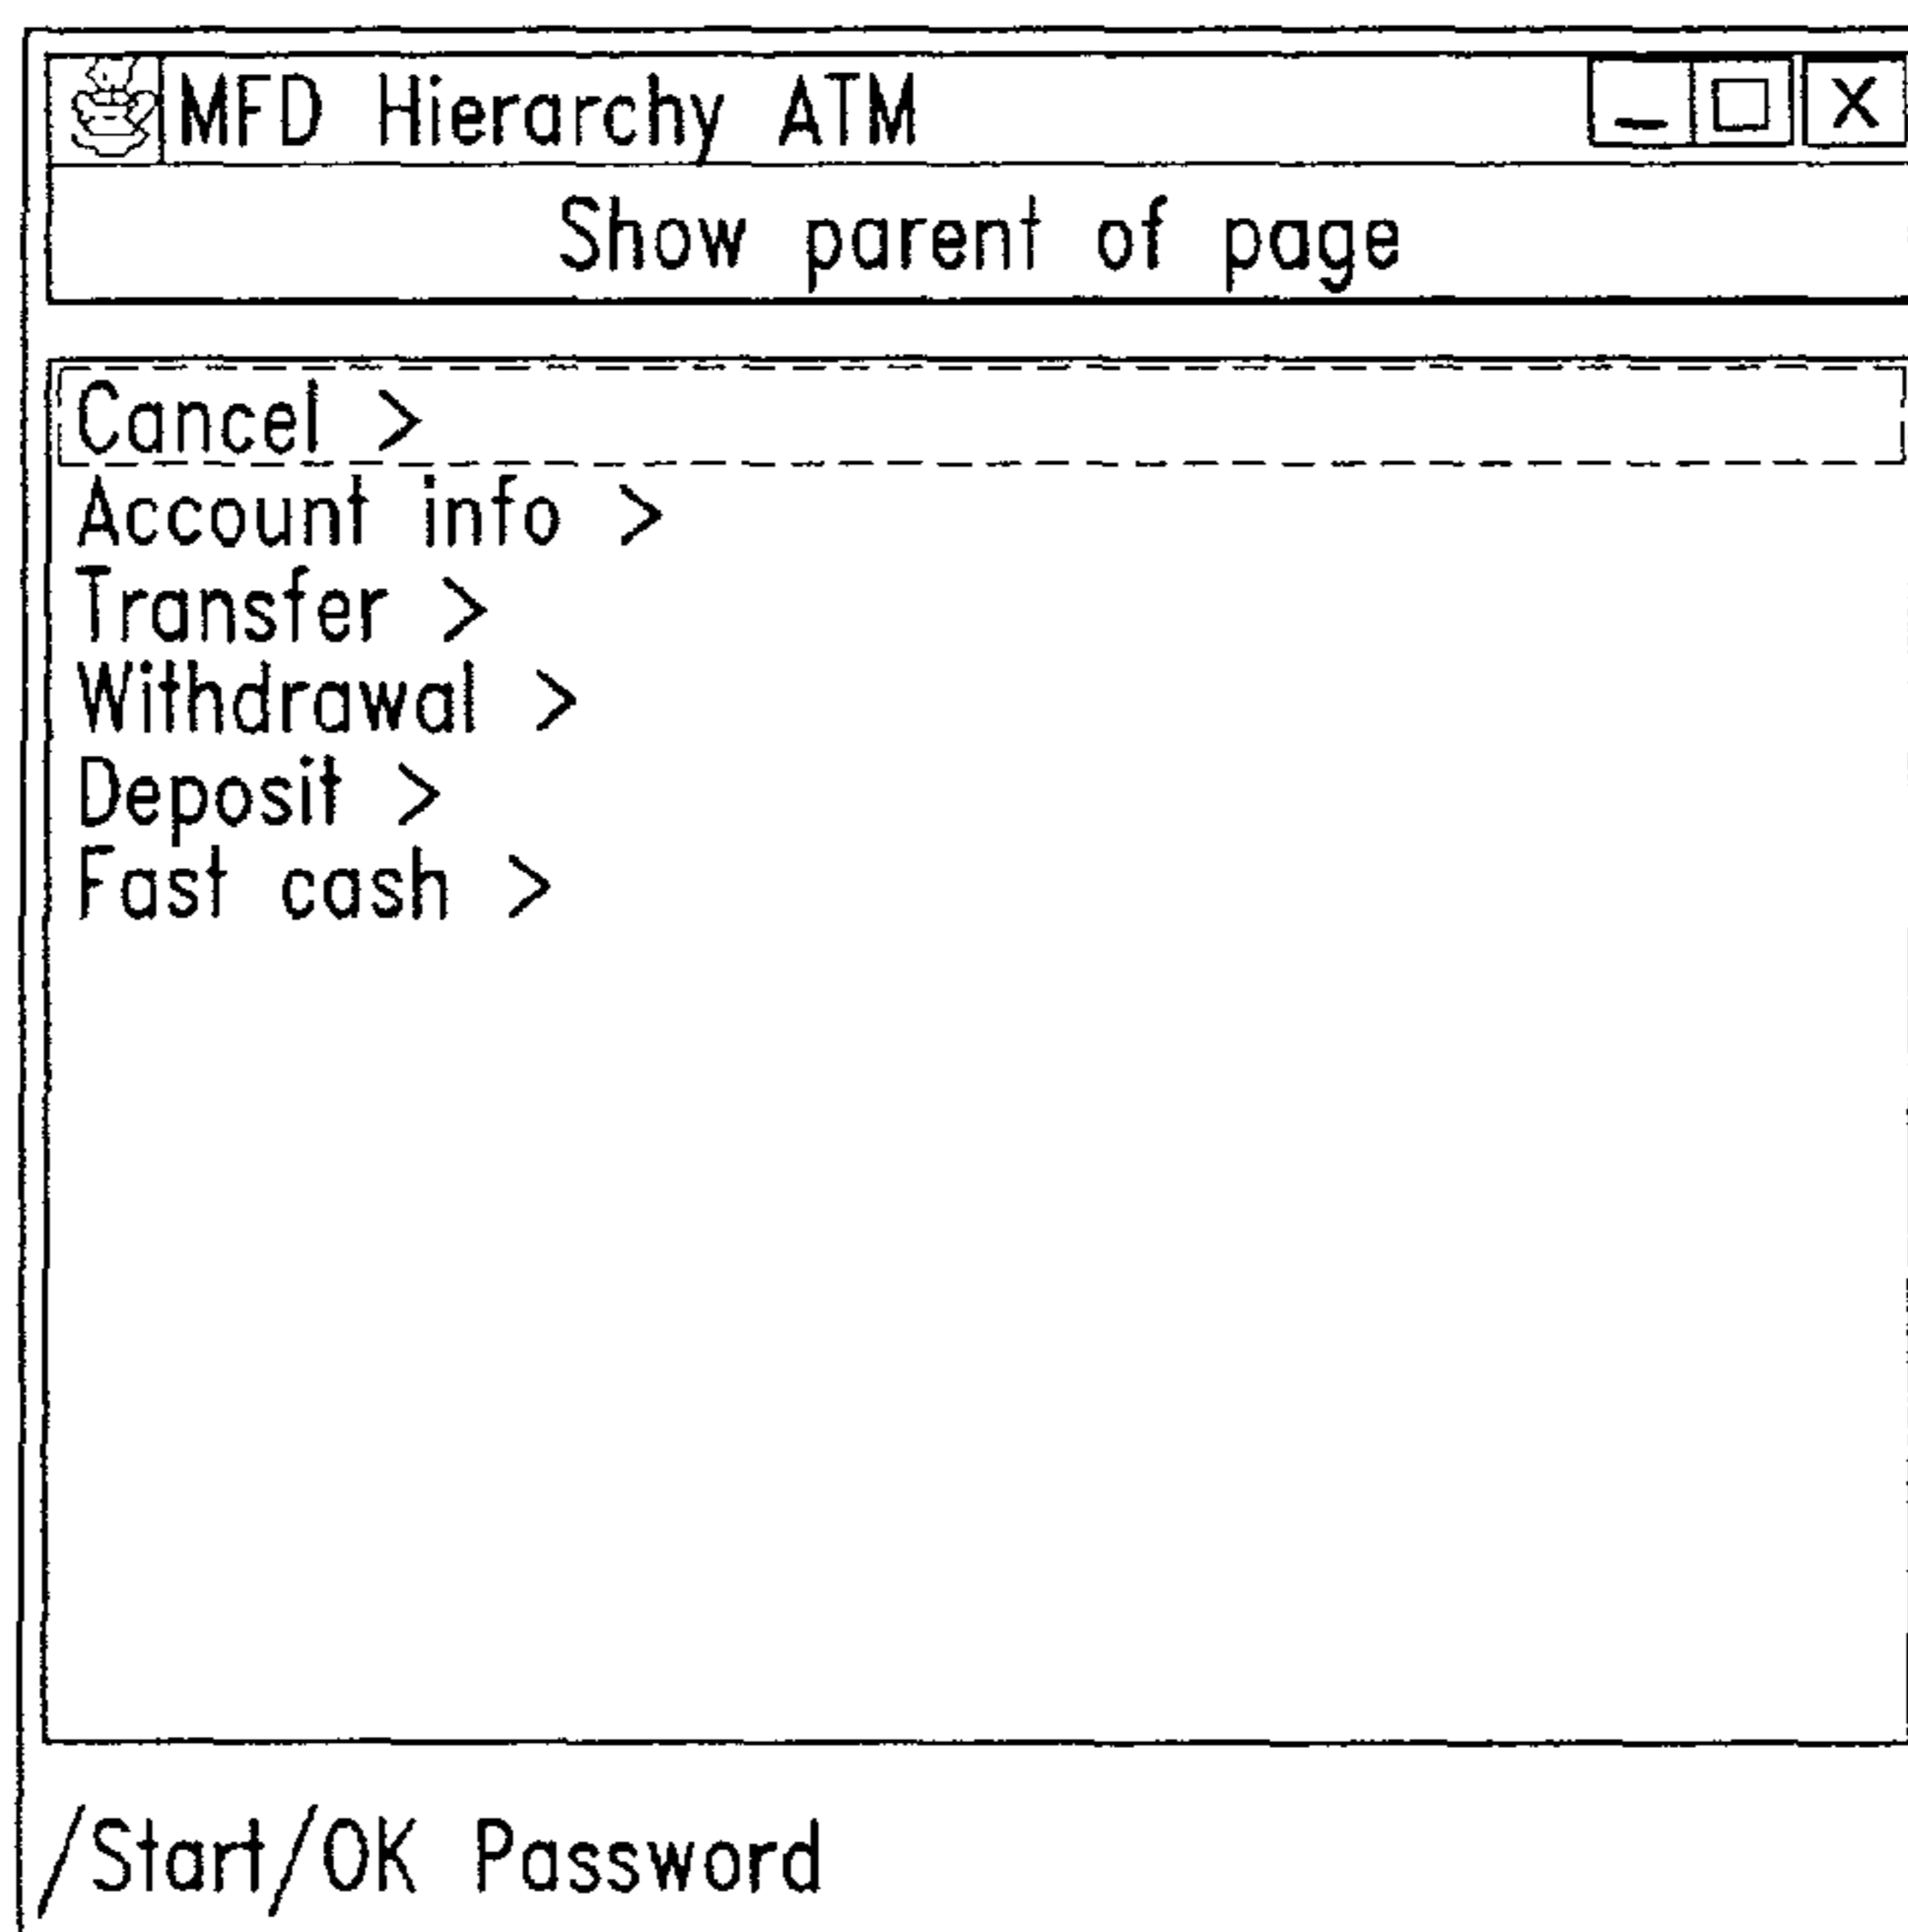 MFD Hierarchy ATM
Show parent of page
Cancel >
Account info >
Transfer >
Withdrawal >
Deposit >
Fast cash >
/Start/OK Password